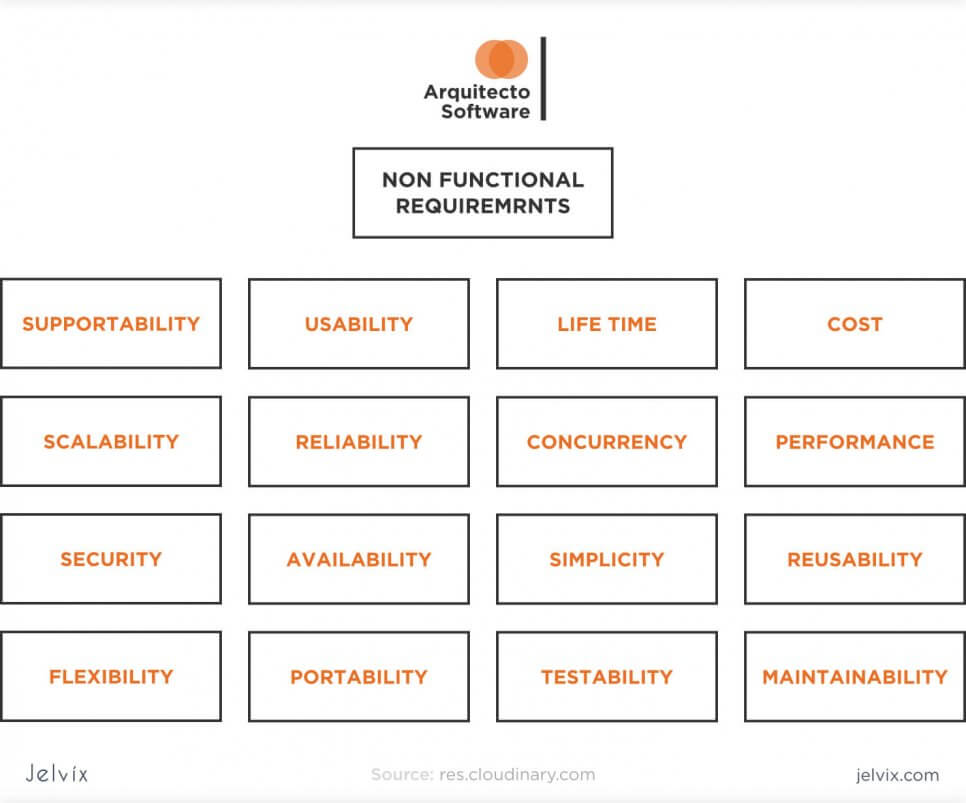 Arquitecto
Software
NON FUNCTIONAL
REQUIREMRNTS
SUPPORTABILITY
USABILITY
LIFE TIME
COST
SCALABILITY
RELIABILITY
CONCURRENCY
PERFORMANCE
SECURITY
AVAILABILITY
SIMPLICITY
REUSABILITY
FLEXIBILITY
PORTABILITY
TESTABILITY
MAINTAINABILITY
Jelvíx
Source: res.cloudinary.com
jelvix.com